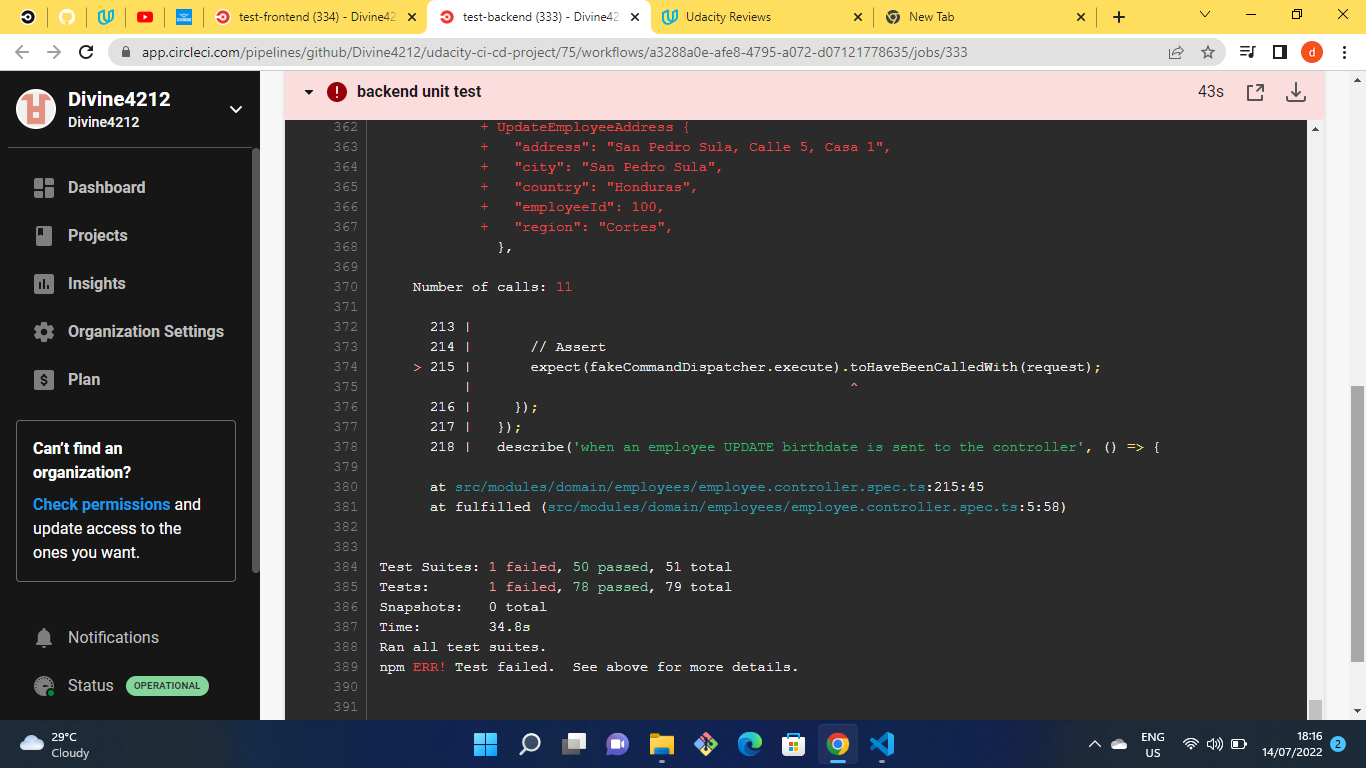 test-frontend (334) - Divine42
test-backend (333) - Divine42
Udacity Reviews
New Tab
app.circleci.com/pipelines/github/Divine4212/udacity-ci-cd-project/75/workflows/a3288a0e-afe8-4795-a072-d07121778635/jobs/333
d
Divine4212
Divine4212
Dashboard
Projects
Insights
Organization Settings
Plan
Can't find an
organization?
Check permissions and
update access to the
ones you want.
Notifications
Status OPERATIONAL
backend unit test 43s
362 + UpdateEmployeeAddress {
363 + "address": "San Pedro Sula, Calle 5, Casa 1",
364 + "city": "San Pedro Sula",
365 + "country": "Honduras",
366 + "employeeId": 100,
367 + "region": "Cortes",
368 },
369
370 Number of calls: 11
371
372 213 |
373 214 | // Assert
374 > 215 | expect(fakeCommandDispatcher.execute).toHaveBeenCalledWith(request);
375 | ^
376 216 | });
377 217 | });
378 218 | describe('when an employee UPDATE birthdate is sent to the controller', () => {
379
380 at src/modules/domain/employees/employee.controller.spec.ts:215:45
381 at fulfilled (src/modules/domain/employees/employee.controller.spec.ts:5:58)
382
383
384 Test Suites: 1 failed, 50 passed, 51 total
385 Tests: 1 failed, 78 passed, 79 total
386 Snapshots: 0 total
387 Time: 34.8s
388 Ran all test suites.
389 npm ERR! Test failed. See above for more details.
390
391
29°C
Cloudy
ENG
US
18:16
14/07/2022
2